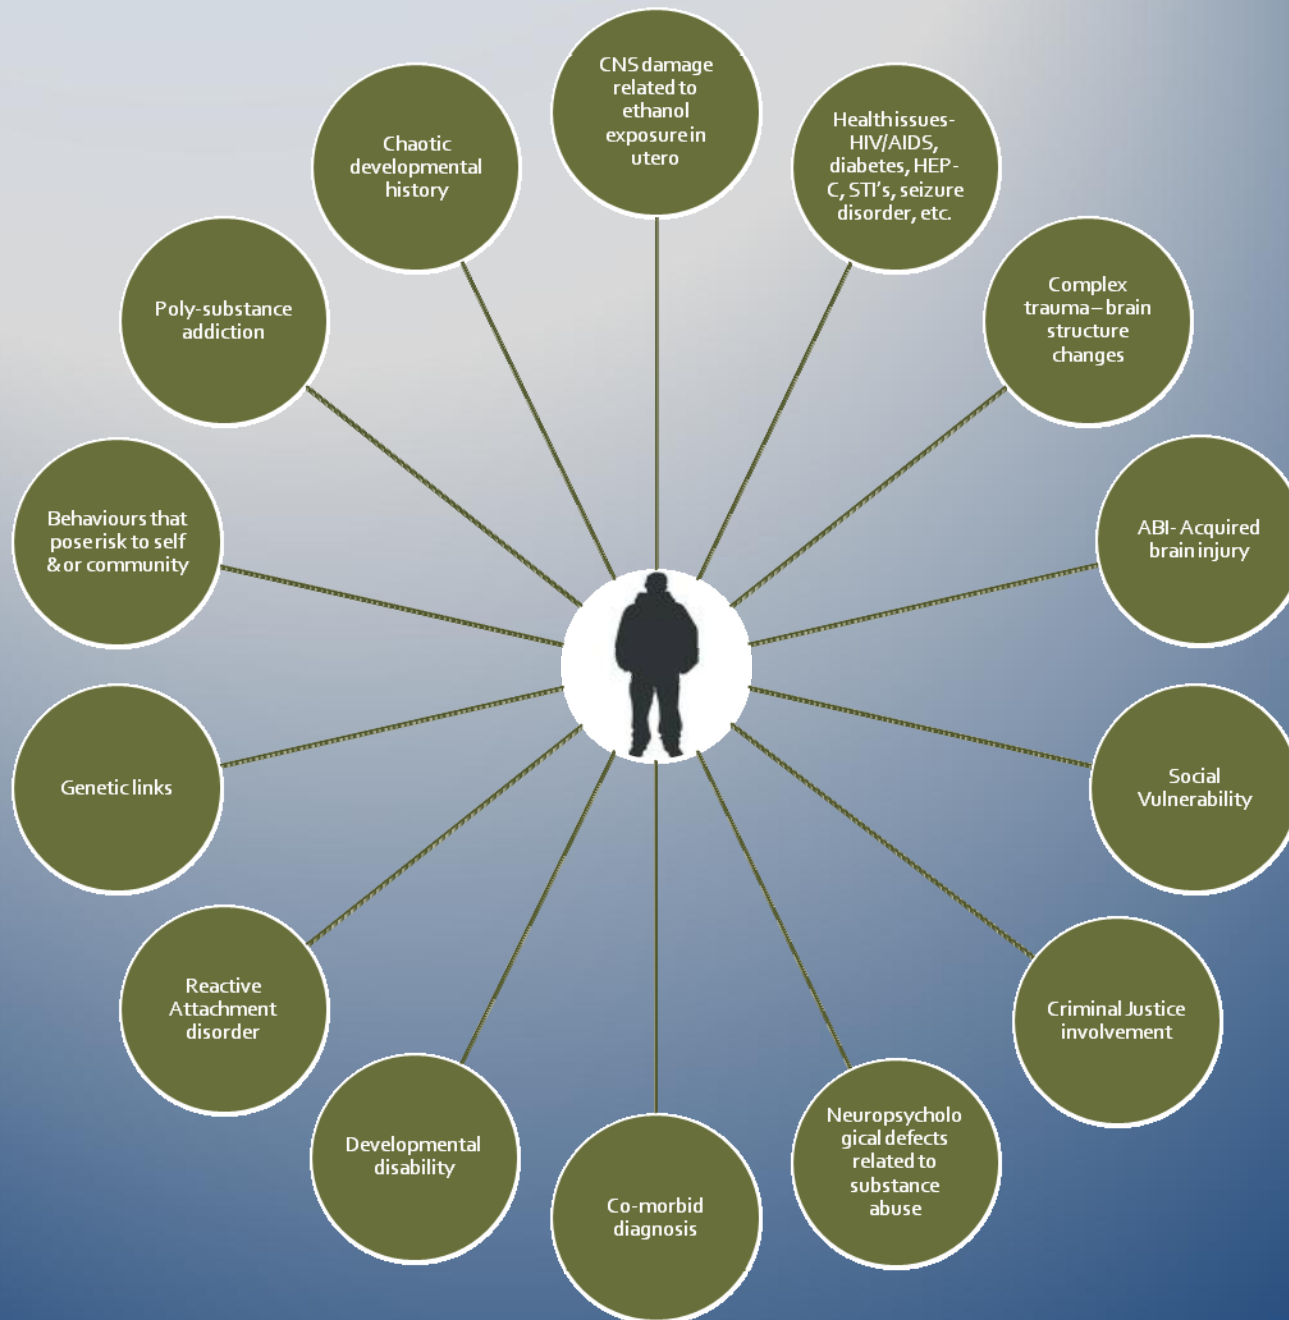 CNS damage
related to
ethanol
exposure in
utero
Health issues-
HIV/AIDS,
diabetes, HEP-
C, STI's, seizure
disorder, etc.
Complex
trauma – brain
structure
changes
ABI- Acquired
brain injury
Social
Vulnerability
Criminal Justice
involvement
Neuropsycholo
gical defects
related to
substance
abuse
Co-morbid
diagnosis
Developmental
disability
Reactive
Attachment
disorder
Genetic links
Behaviours that
pose risk to self
& or community
Poly-substance
addiction
Chaotic
developmental
history